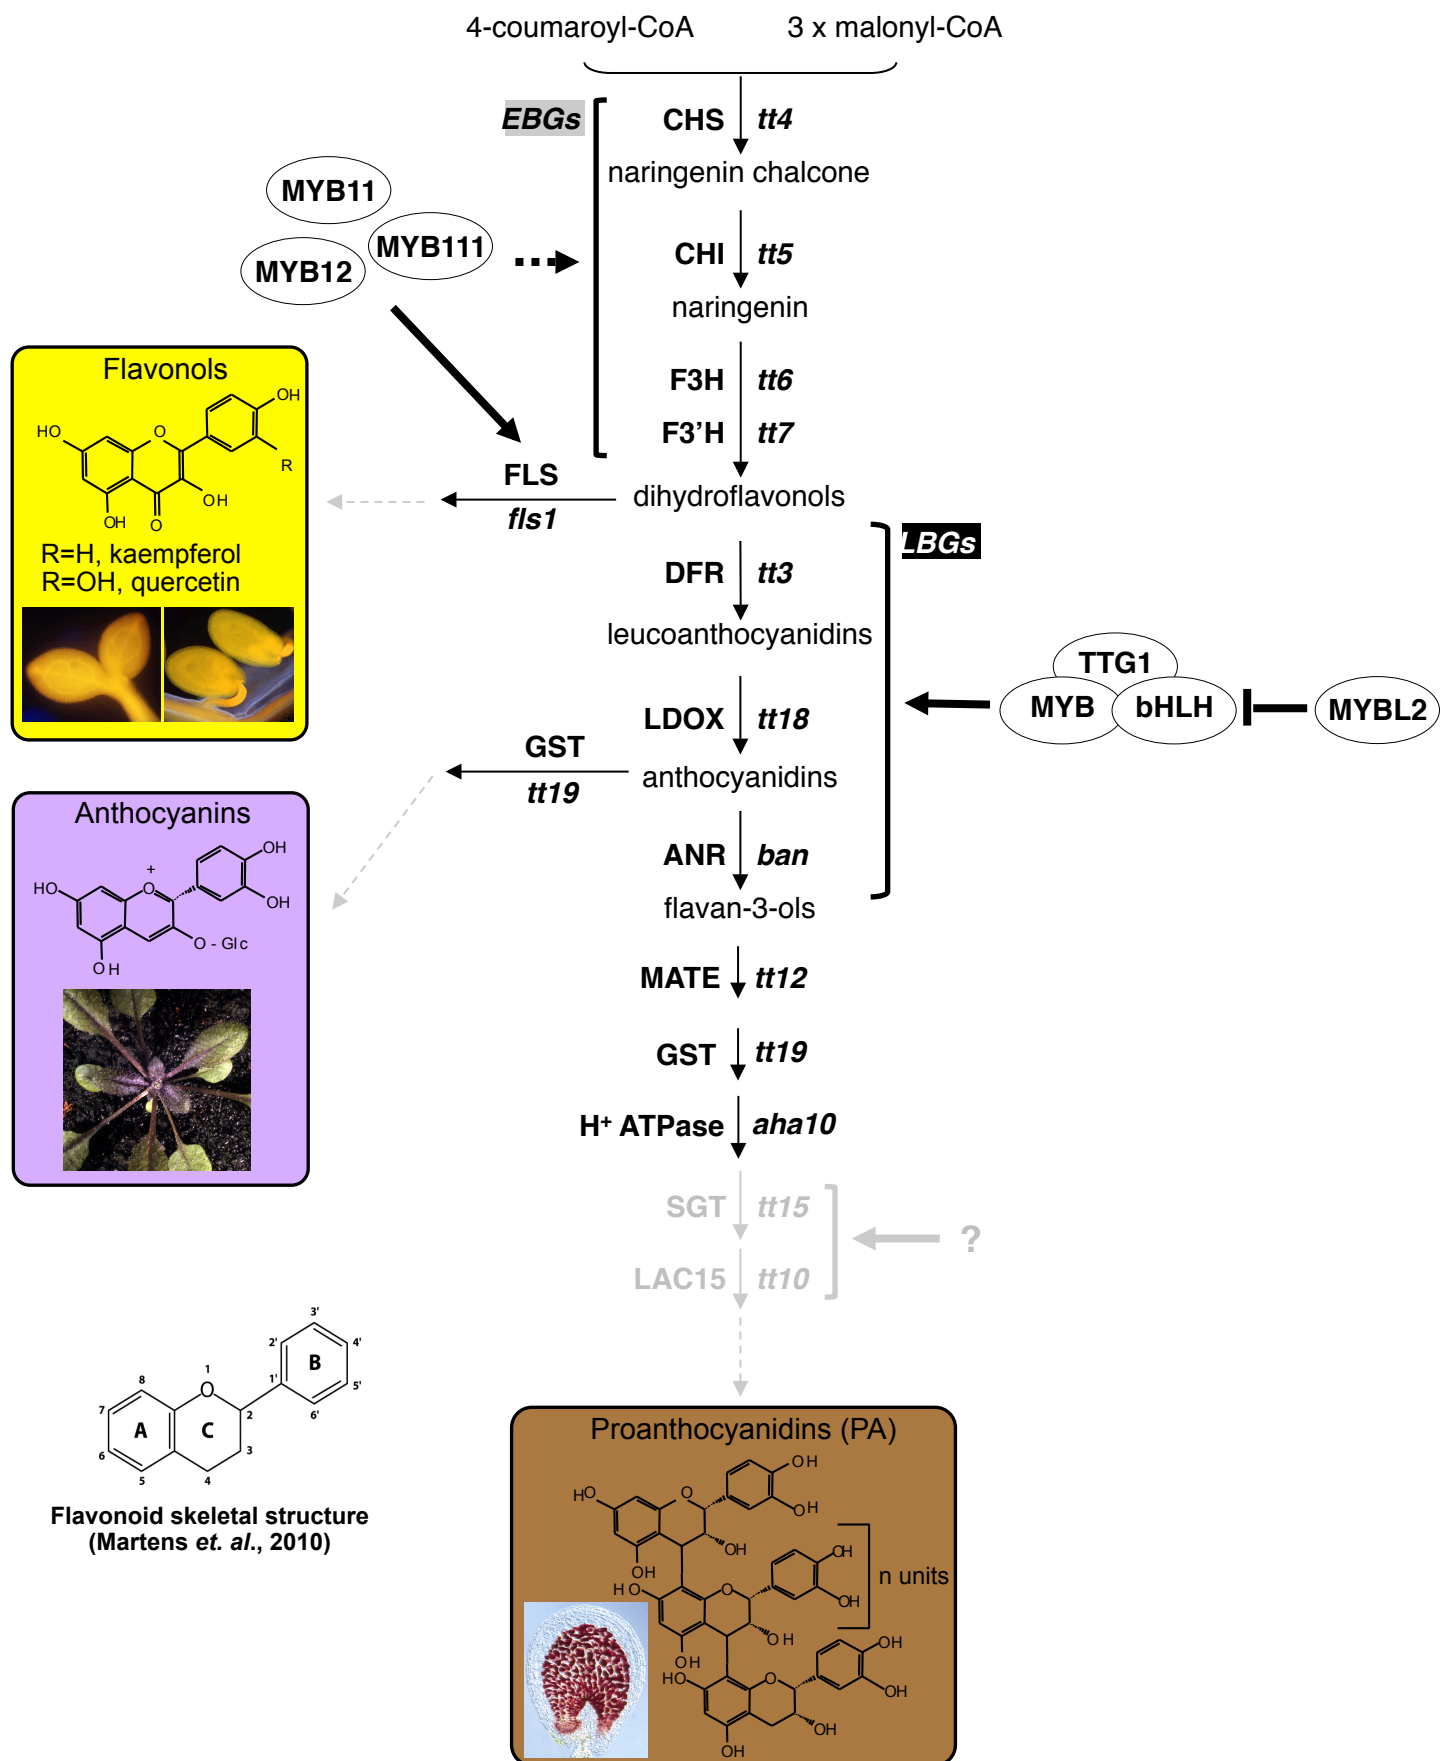 4-coumaroyl-CoA 3 x malonyl-CoA
EBGs
CHS tt4
naringenin chalcone
MYB11
MYB111
MYB12
CHI tt5
naringenin
F3H tt6
F3'H tt7
FLS
fls1
dihydroflavonols
Flavonols
OH
HO
O
R
OH
OH
O
R=H, kaempferol
R=OH, quercetin
LBGs
DFR tt3
leucoanthocyanidins
TTG1
MYB
bHLH
MYBL2
LDOX tt18
GST
tt19
anthocyanidins
ANR ban
flavan-3-ols
Anthocyanins
OH
+
HO
O
OH
O - Glc
OH
MATE tt12
GST tt19
H+ ATPase aha10
SGT tt15
?
LAC15 tt10
3'
2'
4'
B
1
1'
5'
8
O
6'
7
2
A
C
6
3
5
4
Flavonoid skeletal structure
(Martens et. al., 2010)
Proanthocyanidins (PA)
OH
HO
O
OH
OH
OH
OH
n units
HO
O
OH
OH
OH
OH
HO
O
OH
OH
OH